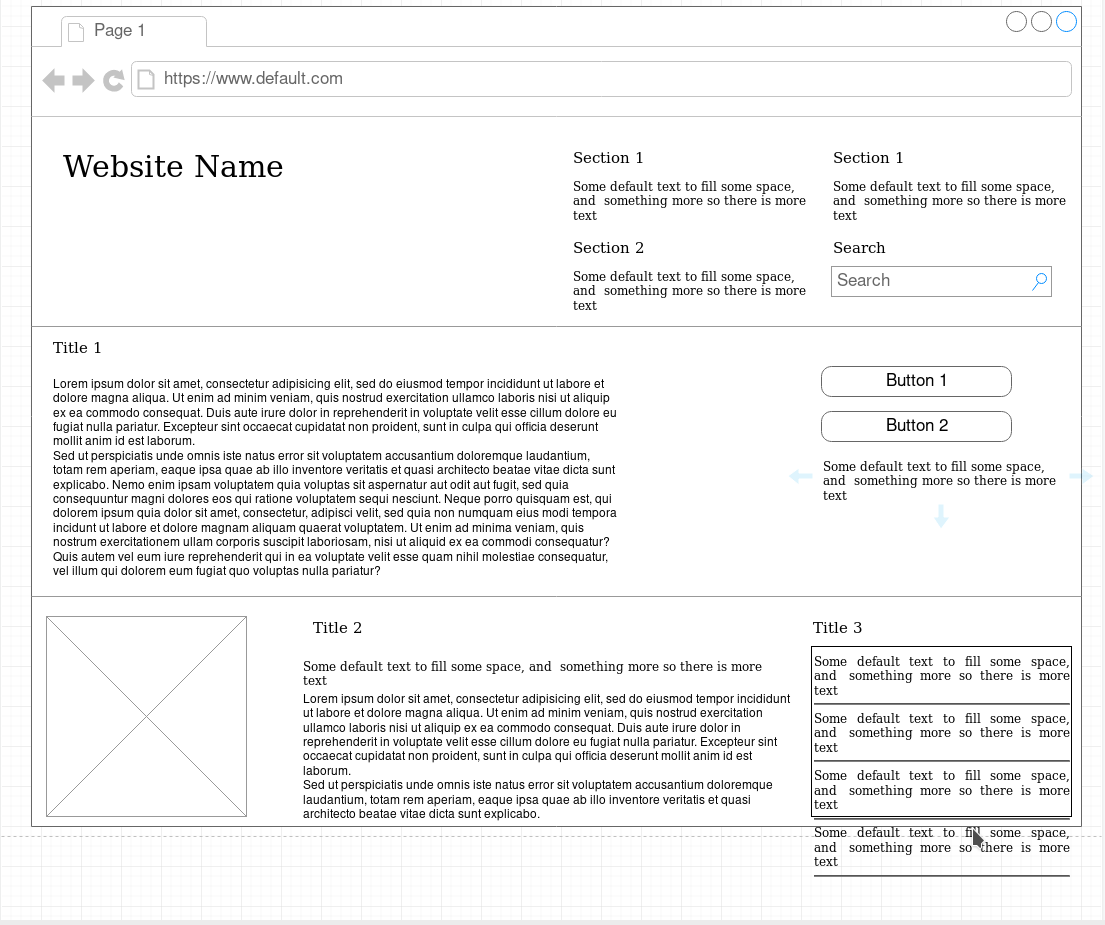 Page 1
https://www.default.com
Website Name
Section 1
Some default text to fill some space,
and  something more so there is more
text
Section 1
Some default text to fill some space,
and  something more so there is more
text
Section 2
Some default text to fill some space,
and  something more so there is more
text
Search
Search
Title 1
Lorem ipsum dolor sit amet, consectetur adipisicing elit, sed do eiusmod tempor incididunt ut labore et
dolore magna aliqua. Ut enim ad minim veniam, quis nostrud exercitation ullamco laboris nisi ut aliquip
ex ea commodo consequat. Duis aute irure dolor in reprehenderit in voluptate velit esse cillum dolore eu
fugiat nulla pariatur. Excepteur sint occaecat cupidatat non proident, sunt in culpa qui officia deserunt
mollit anim id est laborum.
Sed ut perspiciatis unde omnis iste natus error sit voluptatem accusantium doloremque laudantium,
totam rem aperiam, eaque ipsa quae ab illo inventore veritatis et quasi architecto beatae vitae dicta sunt
explicabo. Nemo enim ipsam voluptatem quia voluptas sit aspernatur aut odit aut fugit, sed quia
consequuntur magni dolores eos qui ratione voluptatem sequi nesciunt. Neque porro quisquam est, qui
dolorem ipsum quia dolor sit amet, consectetur, adipisci velit, sed quia non numquam eius modi tempora
incidunt ut labore et dolore magnam aliquam quaerat voluptatem. Ut enim ad minima veniam, quis
nostrum exercitationem ullam corporis suscipit laboriosam, nisi ut aliquid ex ea commodi consequatur?
Quis autem vel eum iure reprehenderit qui in ea voluptate velit esse quam nihil molestiae consequatur,
vel illum qui dolorem eum fugiat quo voluptas nulla pariatur?
Button 1
Button 2
Some default text to fill some space,
and  something more so there is more
text
Title 2
Some default text to fill some space, and  something more so there is more
text
Lorem ipsum dolor sit amet, consectetur adipisicing elit, sed do eiusmod tempor incididunt
ut labore et dolore magna aliqua. Ut enim ad minim veniam, quis nostrud exercitation
ullamco laboris nisi ut aliquip ex ea commodo consequat. Duis aute irure dolor in
reprehenderit in voluptate velit esse cillum dolore eu fugiat nulla pariatur. Excepteur sint
occaecat cupidatat non proident, sunt in culpa qui officia deserunt mollit anim id est
laborum.
Sed ut perspiciatis unde omnis iste natus error sit voluptatem accusantium doloremque
laudantium, totam rem aperiam, eaque ipsa quae ab illo inventore veritatis et quasi
architecto beatae vitae dicta sunt explicabo.
Title 3
Some default text to fill some space,
and something more so there is more
text
Some default text to fill some space,
and something more so there is more
text
Some default text to fill some space,
and something more so there is more
text
Some default text to fill some space,
and something more so there is more
text